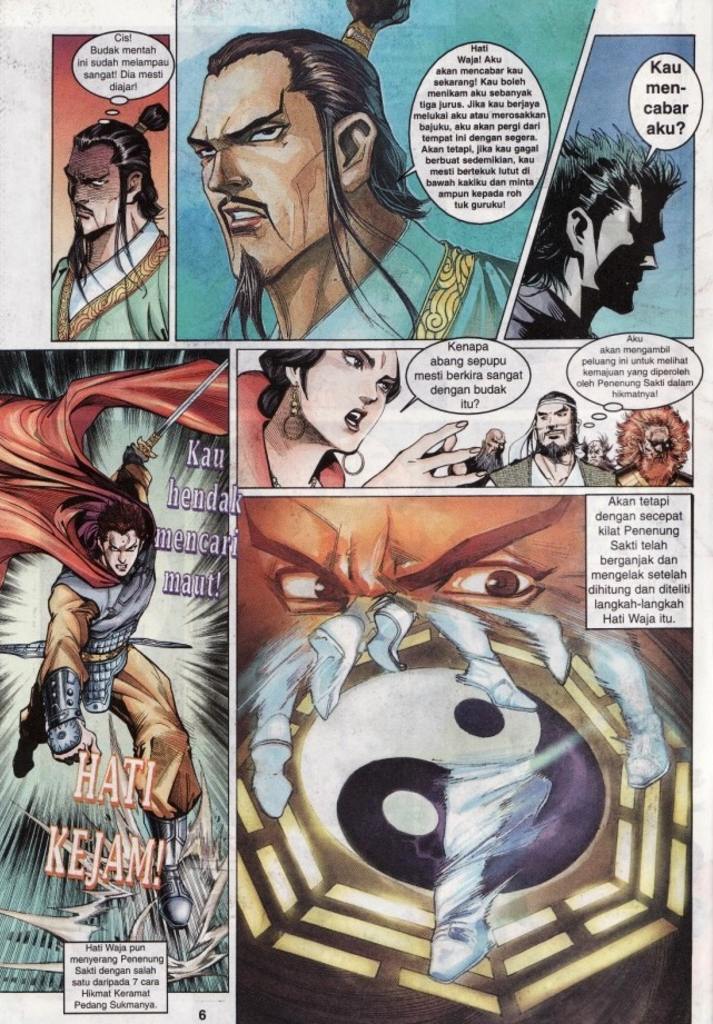 Cis!
Budak mentah
ini sudah melampau
sangat! Dia mesti
diajar!
Hati
Waja! Aku
akan mencabar kau
sekarang! Kau boleh
menikam aku sebanyak
tiga jurus. Jika kau berjaya
melukai aku atau merosakkan
bajuku, aku akan pergi dari
tempat ini dengan segera.
Akan tetapi, jika kau gagal
berbuat sedemikian, kau
mesti bertekuk lutut di
bawah kakiku dan minta
ampun kepada roh
tuk guruku!
Kau
men-
cabar
aku?
Kenapa
abang sepupu
mesti berkira sangat
dengan budak
itu?
Aku
akan mengambil
peluang ini untuk melihat
kemajuan yang diperoleh
oleh Penenung Sakti dalam
hikmatnya!
Kau
hendak
mencari
maut!
HATI
KEJAM!
Hati Waja pun
menyerang Penenung
Sakti dengan salah
satu daripada 7 cara
Hikmat Keramat
Pedang Sukmanya.
Akan tetapi
dengan secepat
kilat Penenung
Sakti telah
berganjak dan
mengelak setelah
dihitung dan diteliti
langkah-langkah
Hati Waja itu.
6